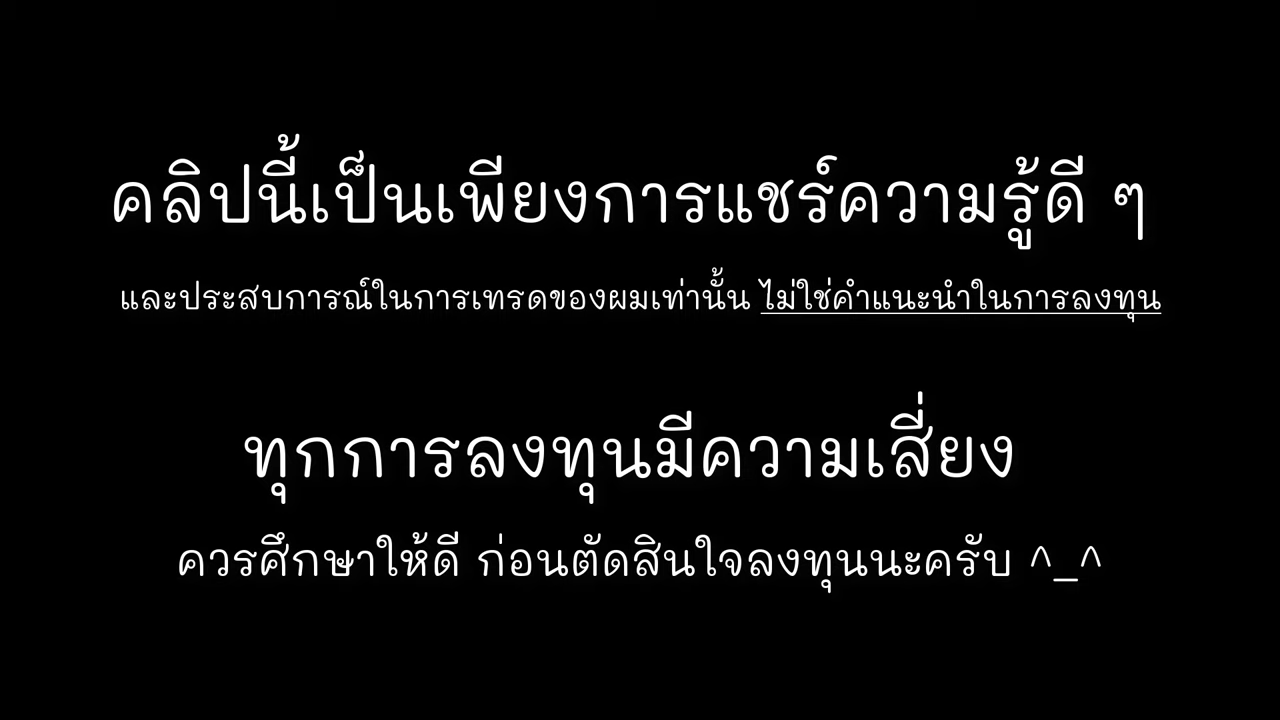 คลิปนี้เป็นเพียงการแชร์ความรู้ดี ๆ
และประสบการณ์ในการเทรดของผมเท่านั้น ไม่ใช่คำแนะนำในการลงทุน
ทุกการลงทุนมีความเสี่ยง
ควรศึกษาให้ดี ก่อนตัดสินใจลงทุนนะครับ ^_^